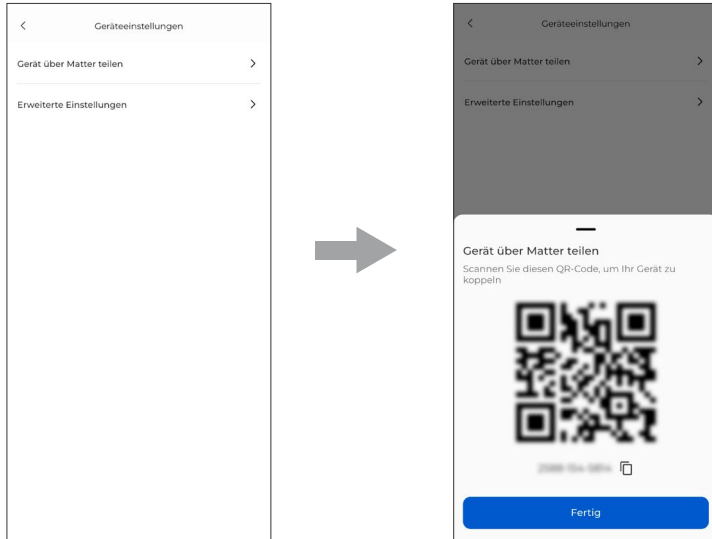 Geräteeinstellungen
Gerät über Matter teilen
Erweiterte Einstellungen
Geräteeinstellungen
Gerät über Matter teilen
Erweiterte Einstellungen
Gerät über Matter teilen
Scannen Sie diesen QR-Code, um Ihr Gerät zu
koppeln
Fertig